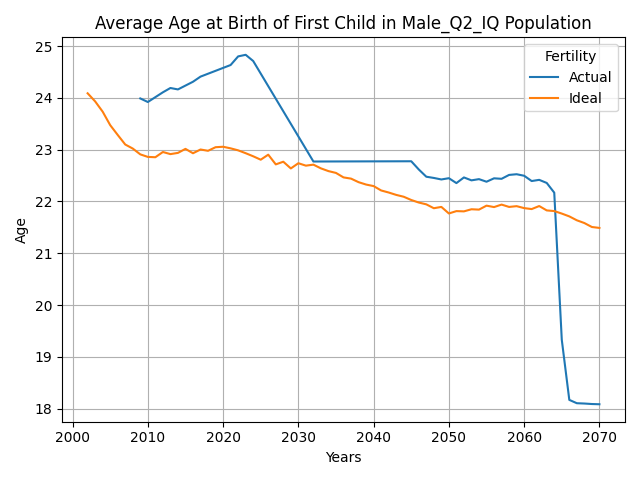 Average Age at Birth of First Child in Male_Q2_IQ Population
Fertility
Actual
Ideal
25
24
23
22
21
20
19
18
Age
2000 2010 2020 2030 2040 2050 2060 2070
Years